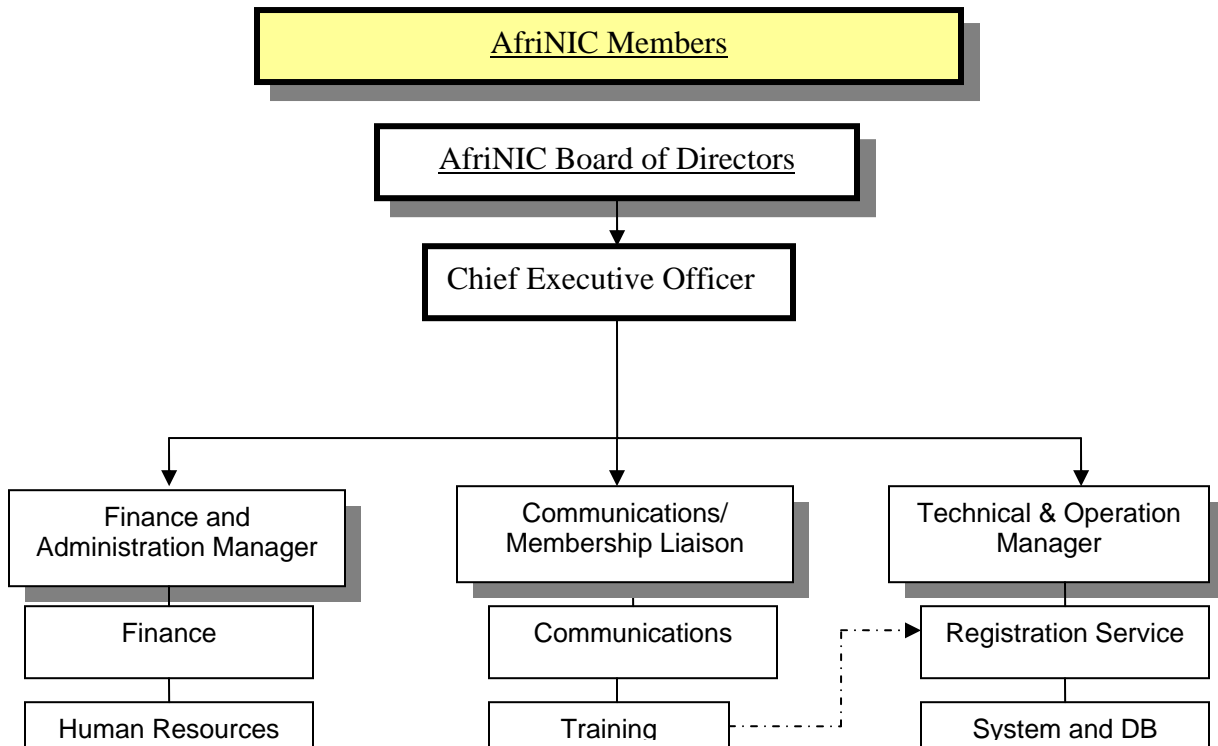 AfriNIC Members
AfriNIC Board of Directors
Chief Executive Officer
Finance and
Administration Manager
Communications/
Membership Liaison
Technical & Operation
Manager
Finance
Communications
Registration Service
Human Resources
Training
System and DB